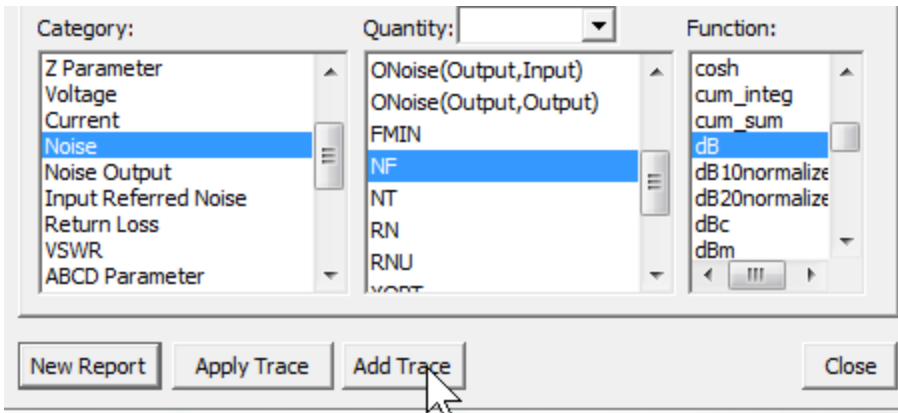 Category:
Z Parameter
Voltage
Current
Noise
Noise Output
Input Referred Noise
Return Loss
VSWR
ABCD Parameter
Quantity:
ONoise(Output,Input)
ONoise(Output,Output)
FMIN
NF
NT
RN
RNU
Function:
cosh
cum_integ
cum_sum
dB
dB10normalize
dB20normalize
dBc
dBm
New Report Apply Trace Add Trace Close